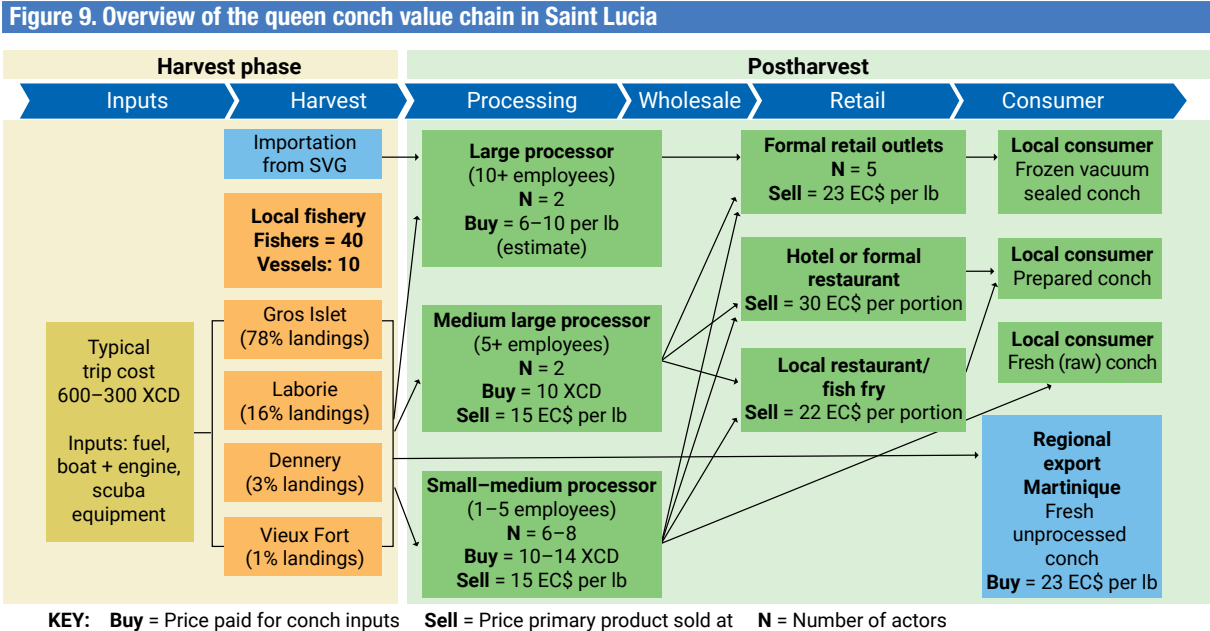 Figure 9. Overview of the queen conch value chain in Saint Lucia
Harvest phase
Postharvest
Inputs
Harvest
Processing
Wholesale
Retail
Consumer
Typical
trip cost
600–300 XCD
Inputs: fuel,
boat + engine,
scuba
equipment
Importation
from SVG
Local fishery
Fishers = 40
Vessels: 10
Gros Islet
(78% landings)
Laborie
(16% landings)
Dennery
(3% landings)
Vieux Fort
(1% landings)
Large processor
(10+ employees)
N = 2
Buy = 6–10 per lb
(estimate)
Medium large processor
(5+ employees)
N = 2
Buy = 10 XCD
Sell = 15 EC$ per lb
Small–medium processor
(1–5 employees)
N = 6–8
Buy = 10–14 XCD
Sell = 15 EC$ per lb
Formal retail outlets
N = 5
Sell = 23 EC$ per lb
Hotel or formal
restaurant
Sell = 30 EC$ per portion
Local restaurant/
fish fry
Sell = 22 EC$ per portion
Local consumer
Frozen vacuum
sealed conch
Local consumer
Prepared conch
Local consumer
Fresh (raw) conch
Regional
export
Martinique
Fresh
unprocessed
conch
Buy = 23 EC$ per lb
KEY: Buy = Price paid for conch inputs Sell = Price primary product sold at N = Number of actors